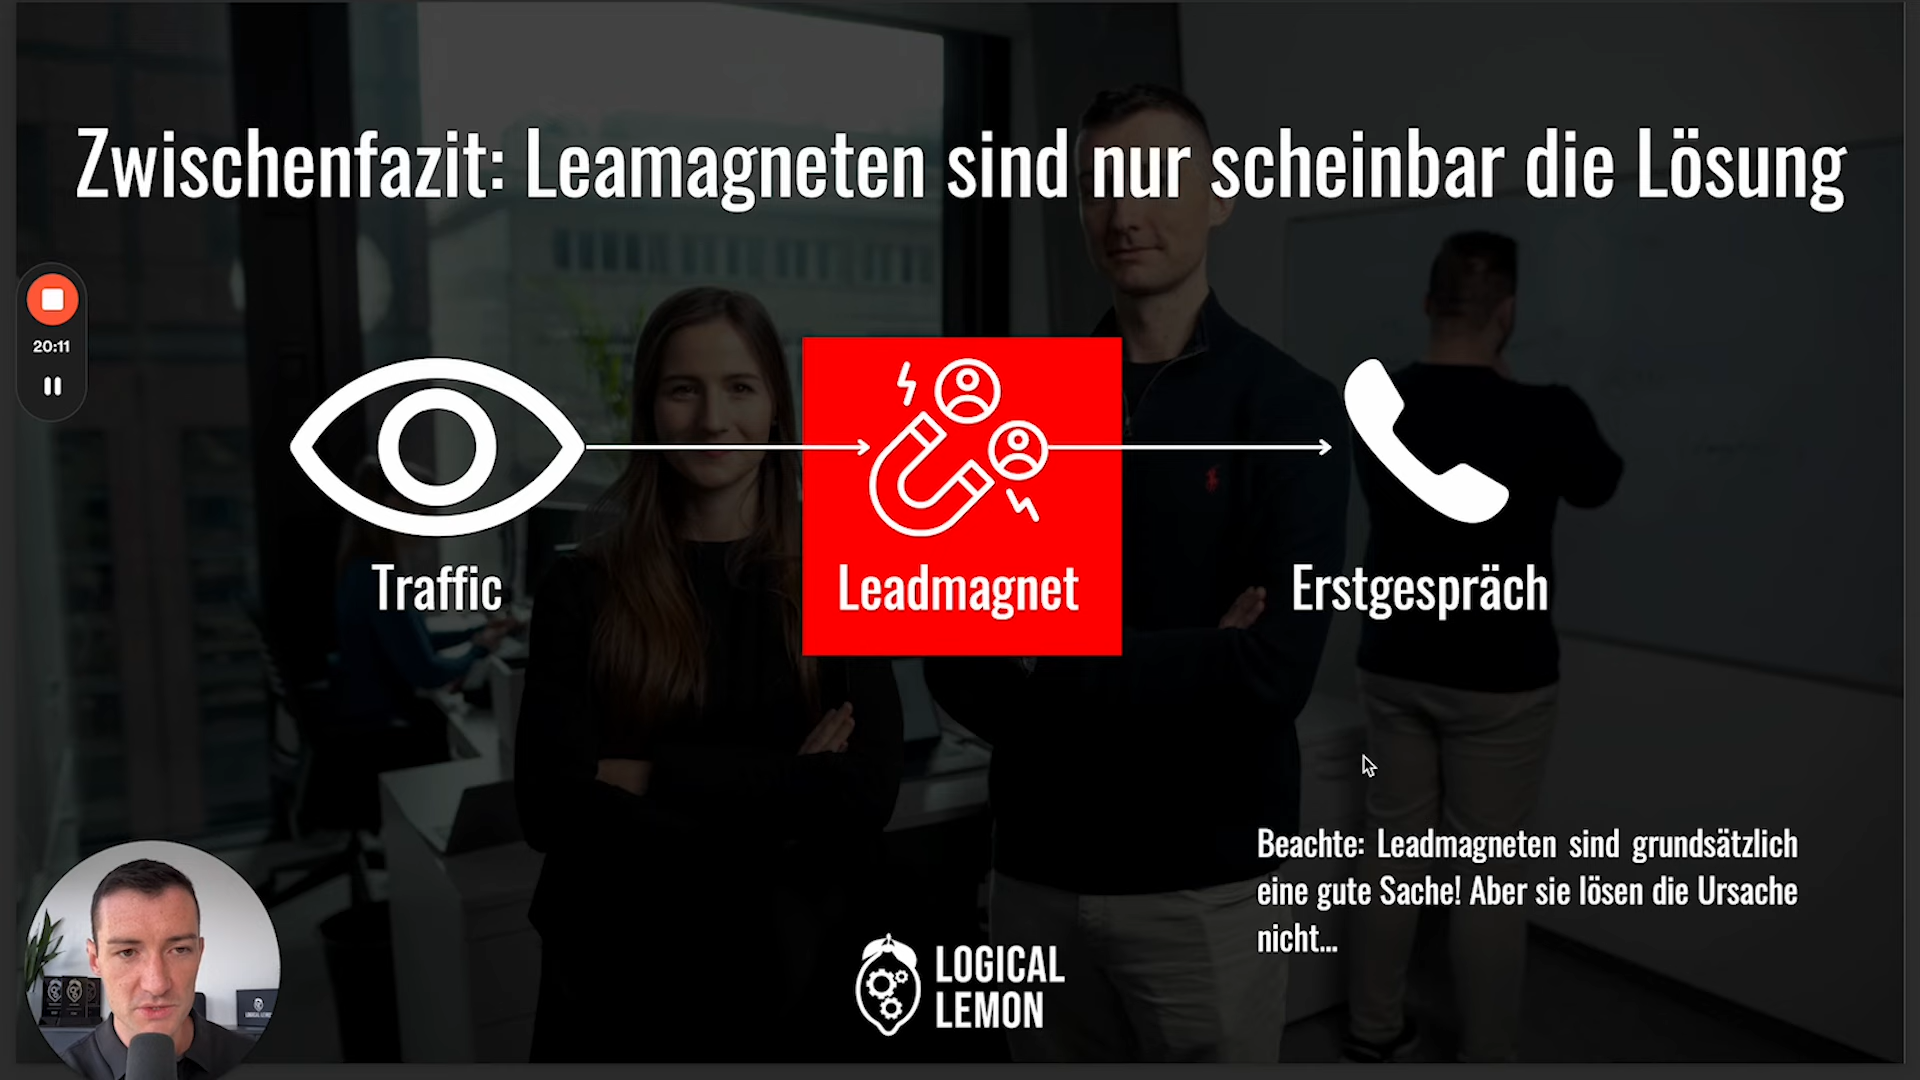 Zwischenfazit: Leamagneten sind nur scheinbar die Lösung
20:11
Traffic
Leadmagnet
Erstgespräch
Beachte: Leadmagneten sind grundsätzlich
eine gute Sache! Aber sie lösen die Ursache
nicht...
LOGICAL
LEMON